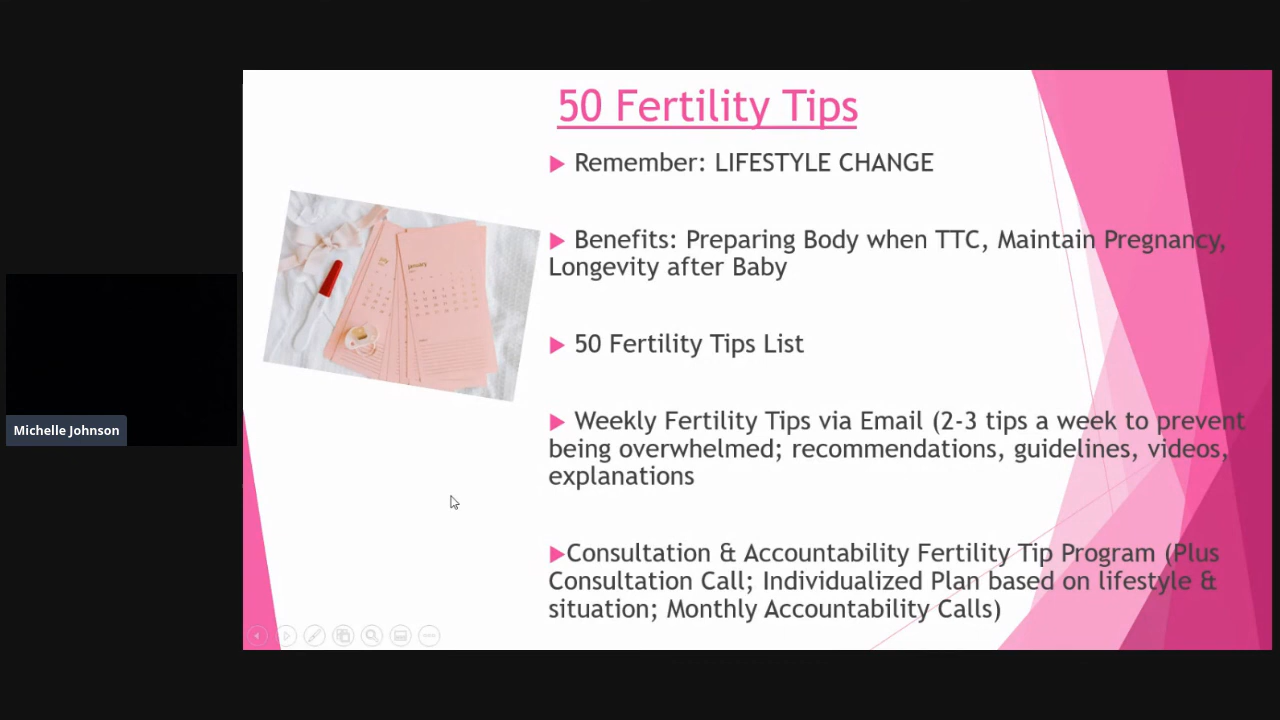 50 Fertility Tips
Remember: LIFESTYLE CHANGE
Benefits: Preparing Body when TTC, Maintain Pregnancy,
Longevity after Baby
50 Fertility Tips List
Weekly Fertility Tips via Email (2-3 tips a week to prevent
being overwhelmed; recommendations, guidelines, videos,
explanations
Consultation & Accountability Fertility Tip Program (Plus
Consultation Call; Individualized Plan based on lifestyle &
situation; Monthly Accountability Calls)
january
Michelle Johnson